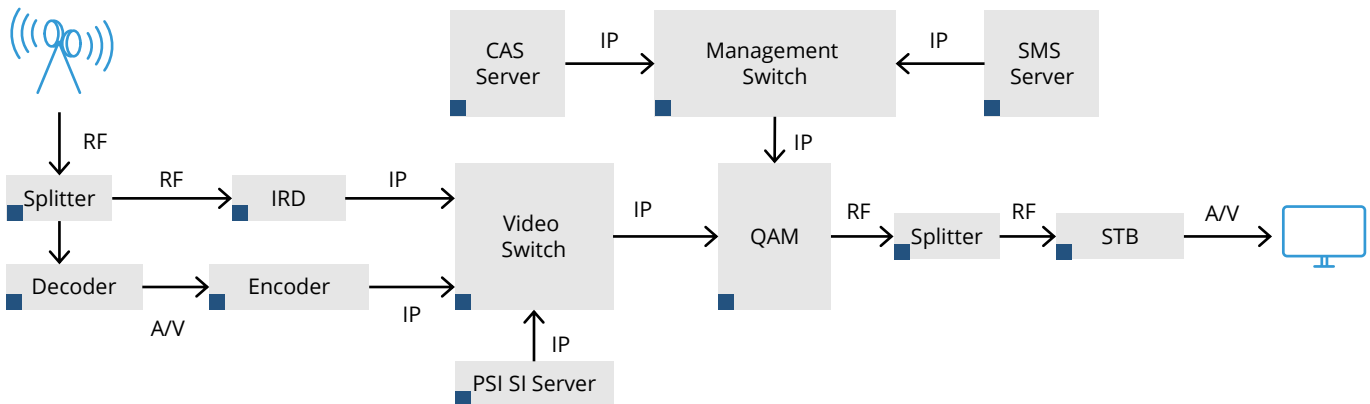 CAS
Server
IP
Management
Switch
IP
SMS
Server
RF
IP
Splitter
RF
IRD
IP
Video
Switch
IP
QAM
RF
Splitter
RF
STB
A/V
Decoder
A/V
Encoder
IP
IP
PSI SI Server